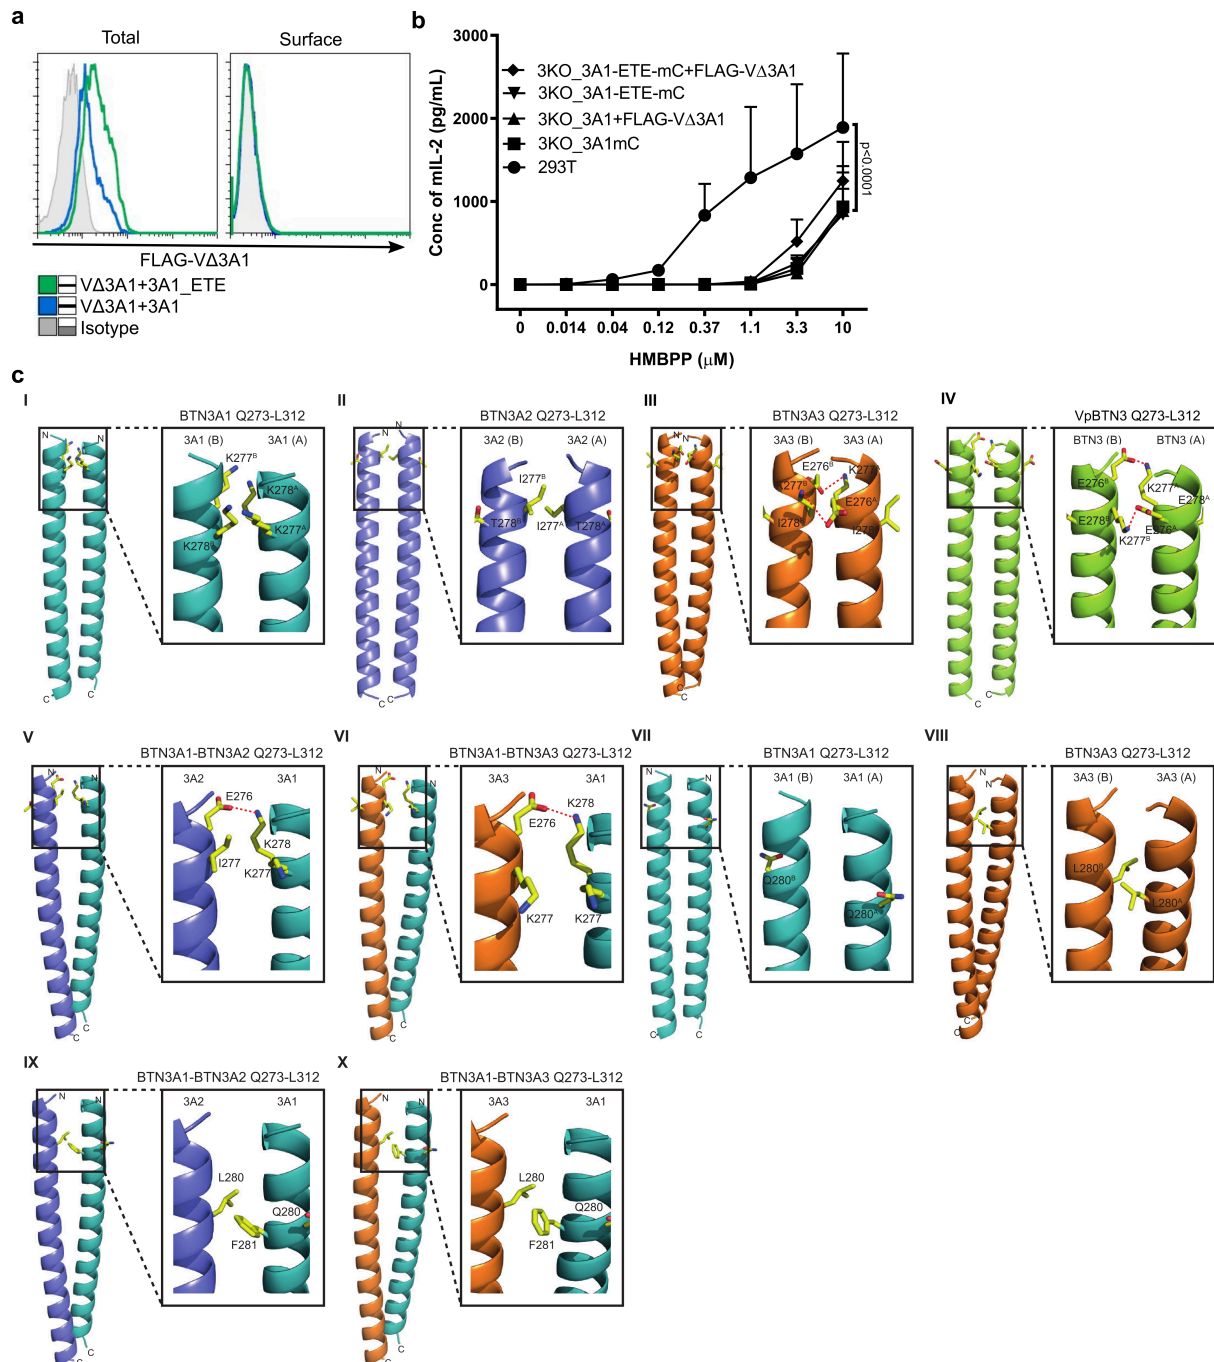 a
Total
Surface
FLAG-VΔ3A1
VΔ3A1+3A1_ETE
VΔ3A1+3A1
Isotype
b
Conc of mIL-2 (pg/mL)
3000
2000
1000
0
3KO_3A1-ETE-mC+FLAG-VΔ3A1
3KO_3A1-ETE-mC
3KO_3A1+FLAG-VΔ3A1
3KO_3A1mC
293T
p<0.0001
0 0.014 0.04 0.12 0.37 1.1 3.3 10
HMBPP (μM)
c
I
BTN3A1 Q273-L312
3A1 (B) 3A1 (A)
N N
K277ᴮ
K278ᴬ
K277ᴬ
K278ᴮ
C C
II
BTN3A2 Q273-L312
3A2 (B) 3A2 (A)
N N
I277ᴮ
T278ᴮ I277ᴬ T278ᴬ
C C
III
BTN3A3 Q273-L312
3A3 (B) 3A3 (A)
N N
E276ᴮ K277ᴬ
K277ᴮ
E276ᴬ
I278ᴮ I278ᴬ
C C
IV
VpBTN3 Q273-L312
BTN3 (B) BTN3 (A)
N N
E276ᴮ K277ᴬ
E278ᴬ
E278ᴮ E276ᴬ
K277ᴮ
C C
V
BTN3A1-BTN3A2 Q273-L312
3A2 3A1
N N
E276
K278
I277 K277
C C
VI
BTN3A1-BTN3A3 Q273-L312
3A3 3A1
N N
K278
E276
K277 K277
C C
VII
BTN3A1 Q273-L312
3A1 (B) 3A1 (A)
N N
Q280ᴮ
Q280ᴬ
C C
VIII
BTN3A3 Q273-L312
3A3 (B) 3A3 (A)
N N
L280ᴮ
L280ᴬ
C C
IX
BTN3A1-BTN3A2 Q273-L312
3A2 3A1
N N
L280
Q280
F281
C C
X
BTN3A1-BTN3A3 Q273-L312
3A3 3A1
N N
L280
Q280
F281
C C